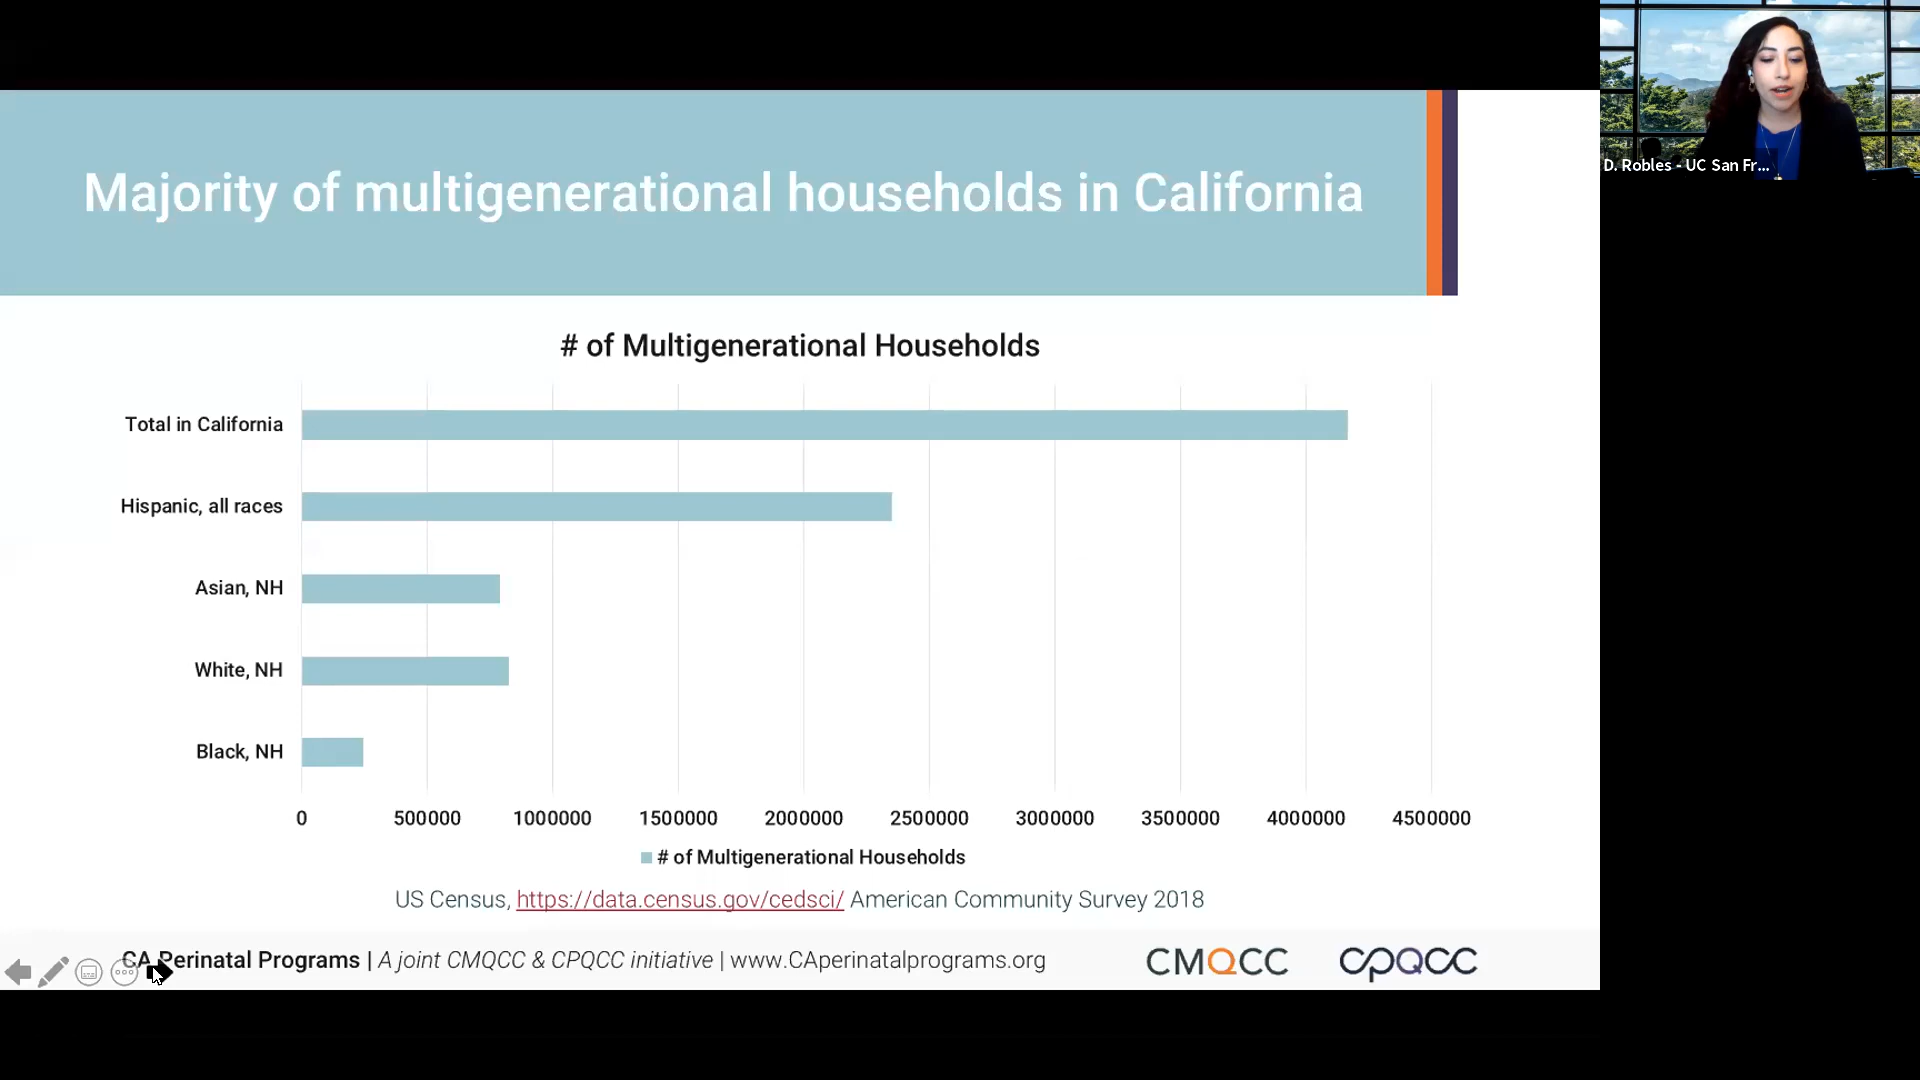 Majority of multigenerational households in California
D. Robles - UC San Fr...
# of Multigenerational Households
Total in California
Hispanic, all races
Asian, NH
White, NH
Black, NH
0 500000 1000000 1500000 2000000 2500000 3000000 3500000 4000000 4500000
# of Multigenerational Households
US Census, https://data.census.gov/cedsci/ American Community Survey 2018
CA Perinatal Programs | A joint CMQCC & CPQCC initiative | www.CAperinatalprograms.org
CMQCC
CPQCC